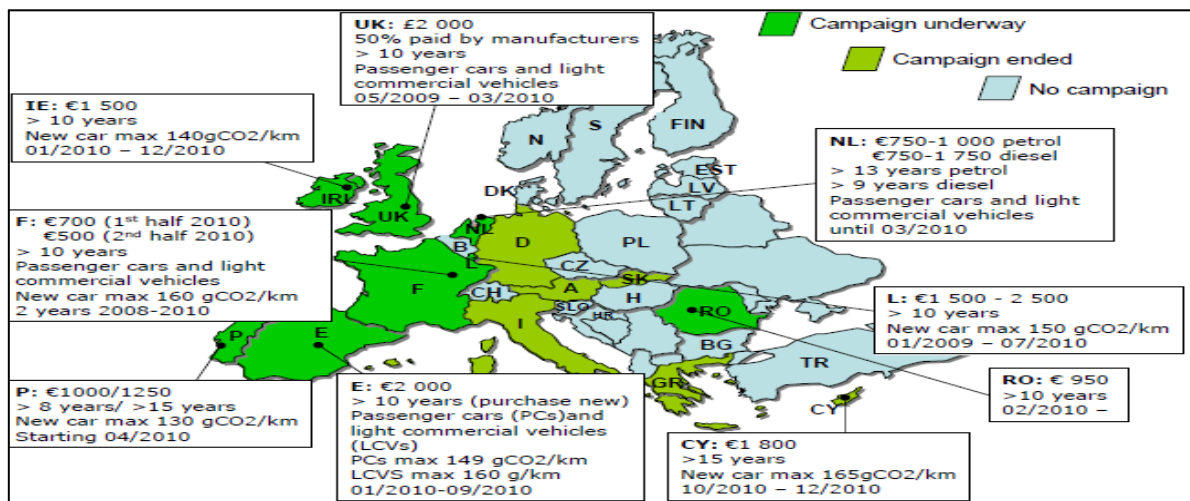 UK: £2 000
50% paid by manufacturers
> 10 years
Passenger cars and light
commercial vehicles
05/2009 – 03/2010
Campaign underway
Campaign ended
No campaign
IE: €1 500
> 10 years
New car max 140gCO2/km
01/2010 – 12/2010
NL: €750-1 000 petrol
€750-1 750 diesel
> 13 years petrol
> 9 years diesel
Passenger cars and light
commercial vehicles
until 03/2010
F: €700 (1st half 2010)
€500 (2nd half 2010)
> 10 years
Passenger cars and light
commercial vehicles
New car max 160 gCO2/km
2 years 2008-2010
L: €1 500 - 2 500
> 10 years
New car max 150 gCO2/km
01/2009 – 07/2010
P: €1000/1250
> 8 years/ >15 years
New car max 130 gCO2/km
Starting 04/2010
E: €2 000
> 10 years (purchase new)
Passenger cars (PCs)and
light commercial vehicles
(LCVs)
PCs max 149 gCO2/km
LCVS max 160 g/km
01/2010-09/2010
CY: €1 800
>15 years
New car max 165gCO2/km
10/2010 – 12/2010
RO: € 950
>10 years
02/2010 –
N
S
FIN
EST
LV
LT
DK
IRL
UK
NL
B
L
D
PL
CZ
SK
F
CH
A
H
SLO
HR
RO
I
BG
P
E
GR
TR
CY